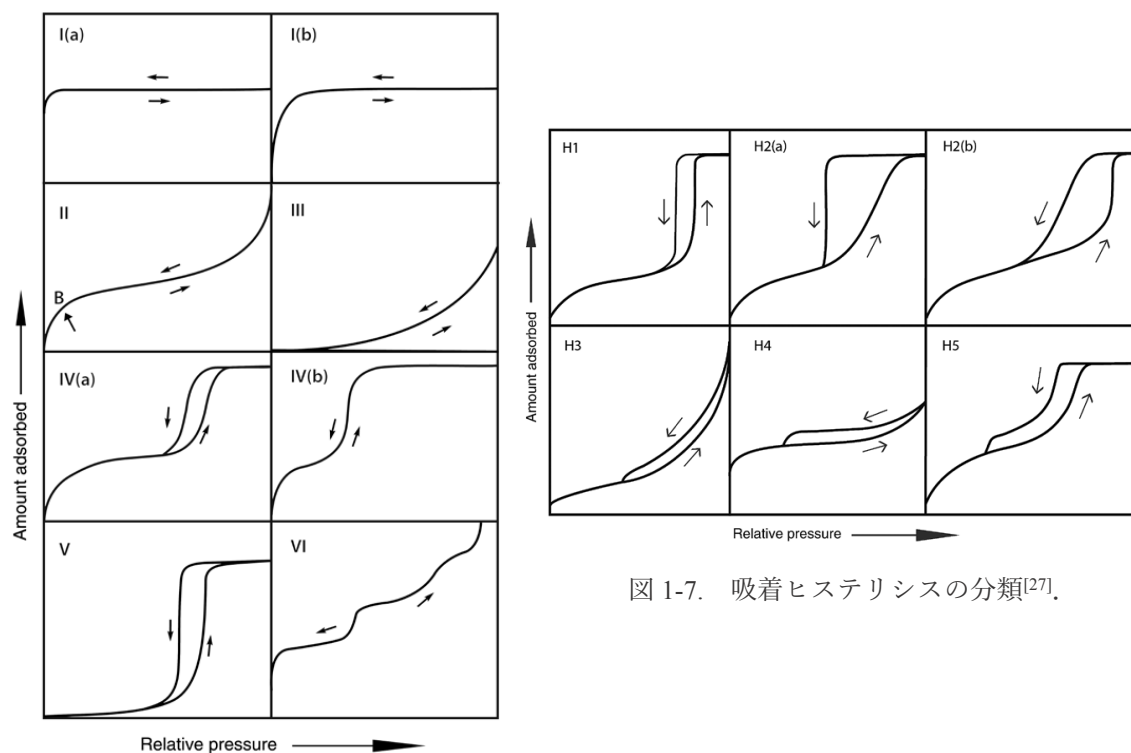 I(a)
I(b)
II
III
B
IV(a)
IV(b)
V
VI
Amount adsorbed
Relative pressure
H1
H2(a)
H2(b)
H3
H4
H5
Amount adsorbed
Relative pressure
図 1-7. 吸着ヒステリシスの分類[27].